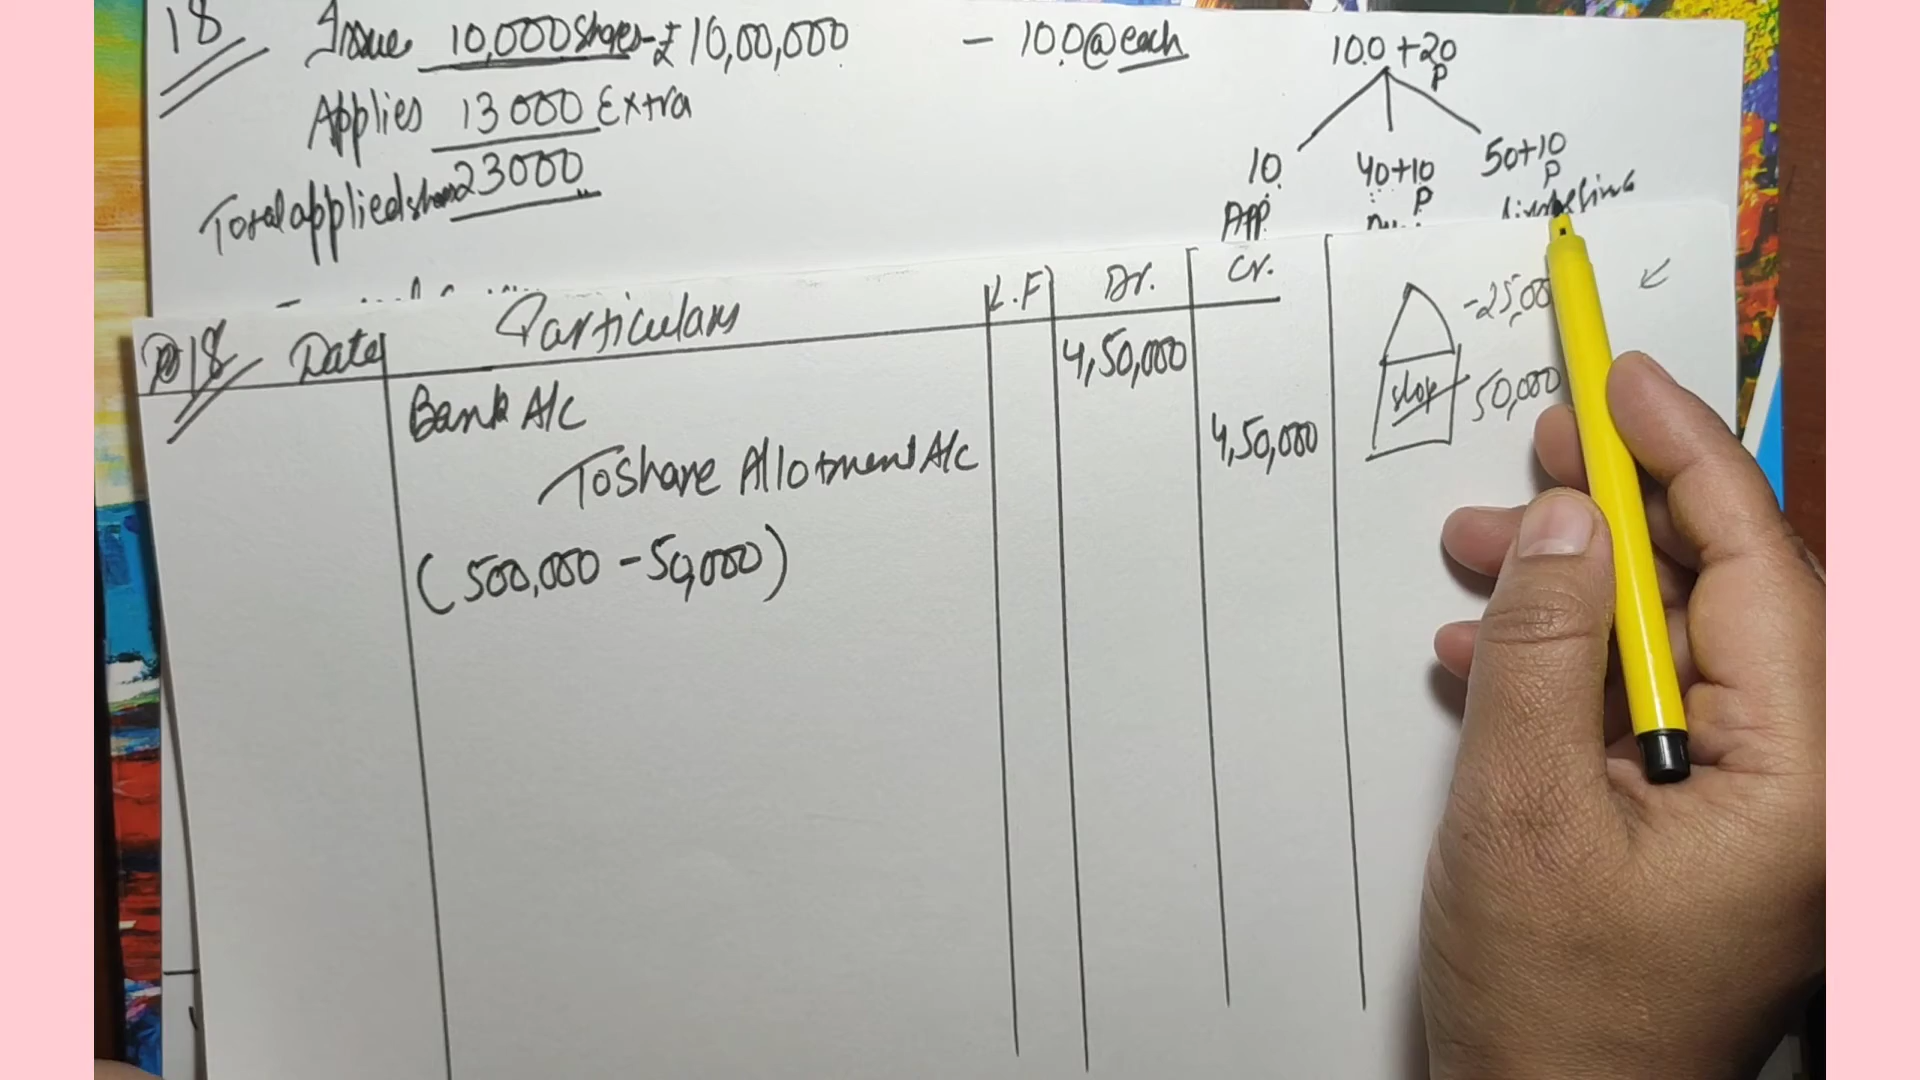 18 Issue 10,000 shares - ₹ 10,00,000 - 100@each
100+20
P
Applies 13000 Extra
Total applied shares 23000
10 40+10 50+10
P P
App.
18 Date Particulars L.F Dr. Cr.
Bank A/c 4,50,000
To Share Allotment A/c 4,50,000
(500,000 - 50,000)
-25,00
50,000